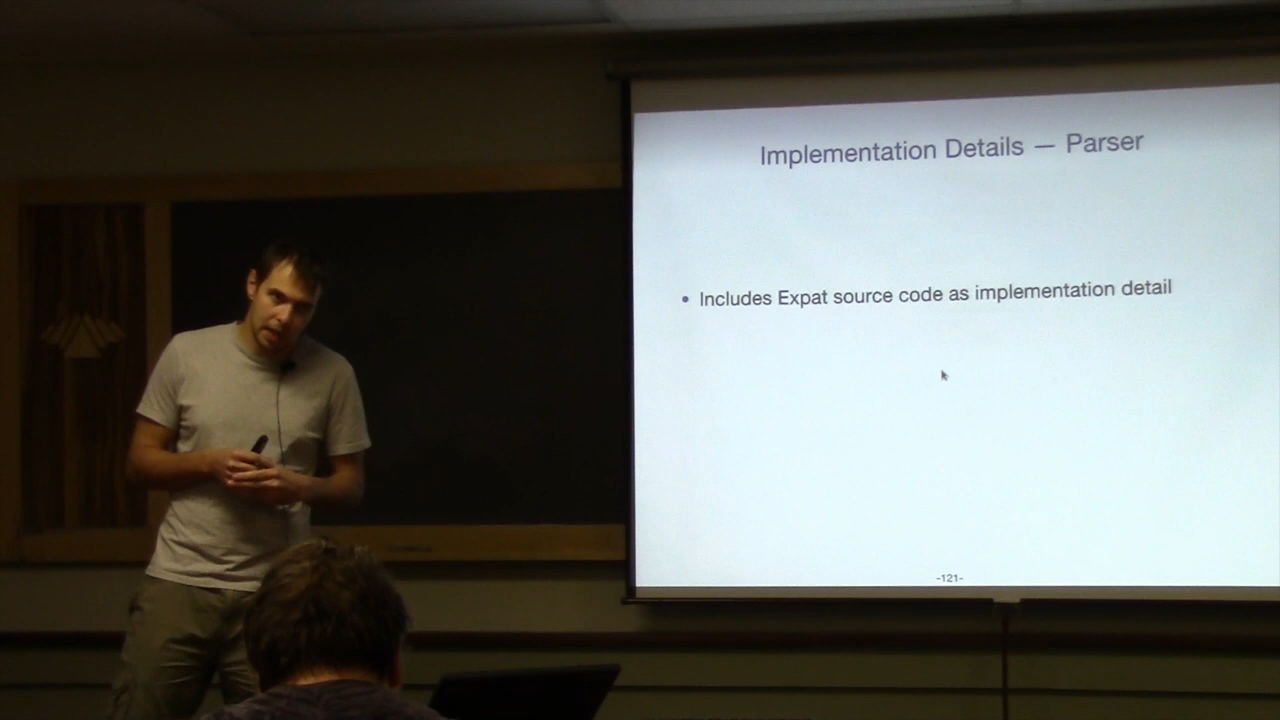 Implementation Details — Parser
• Includes Expat source code as implementation detail
-121-